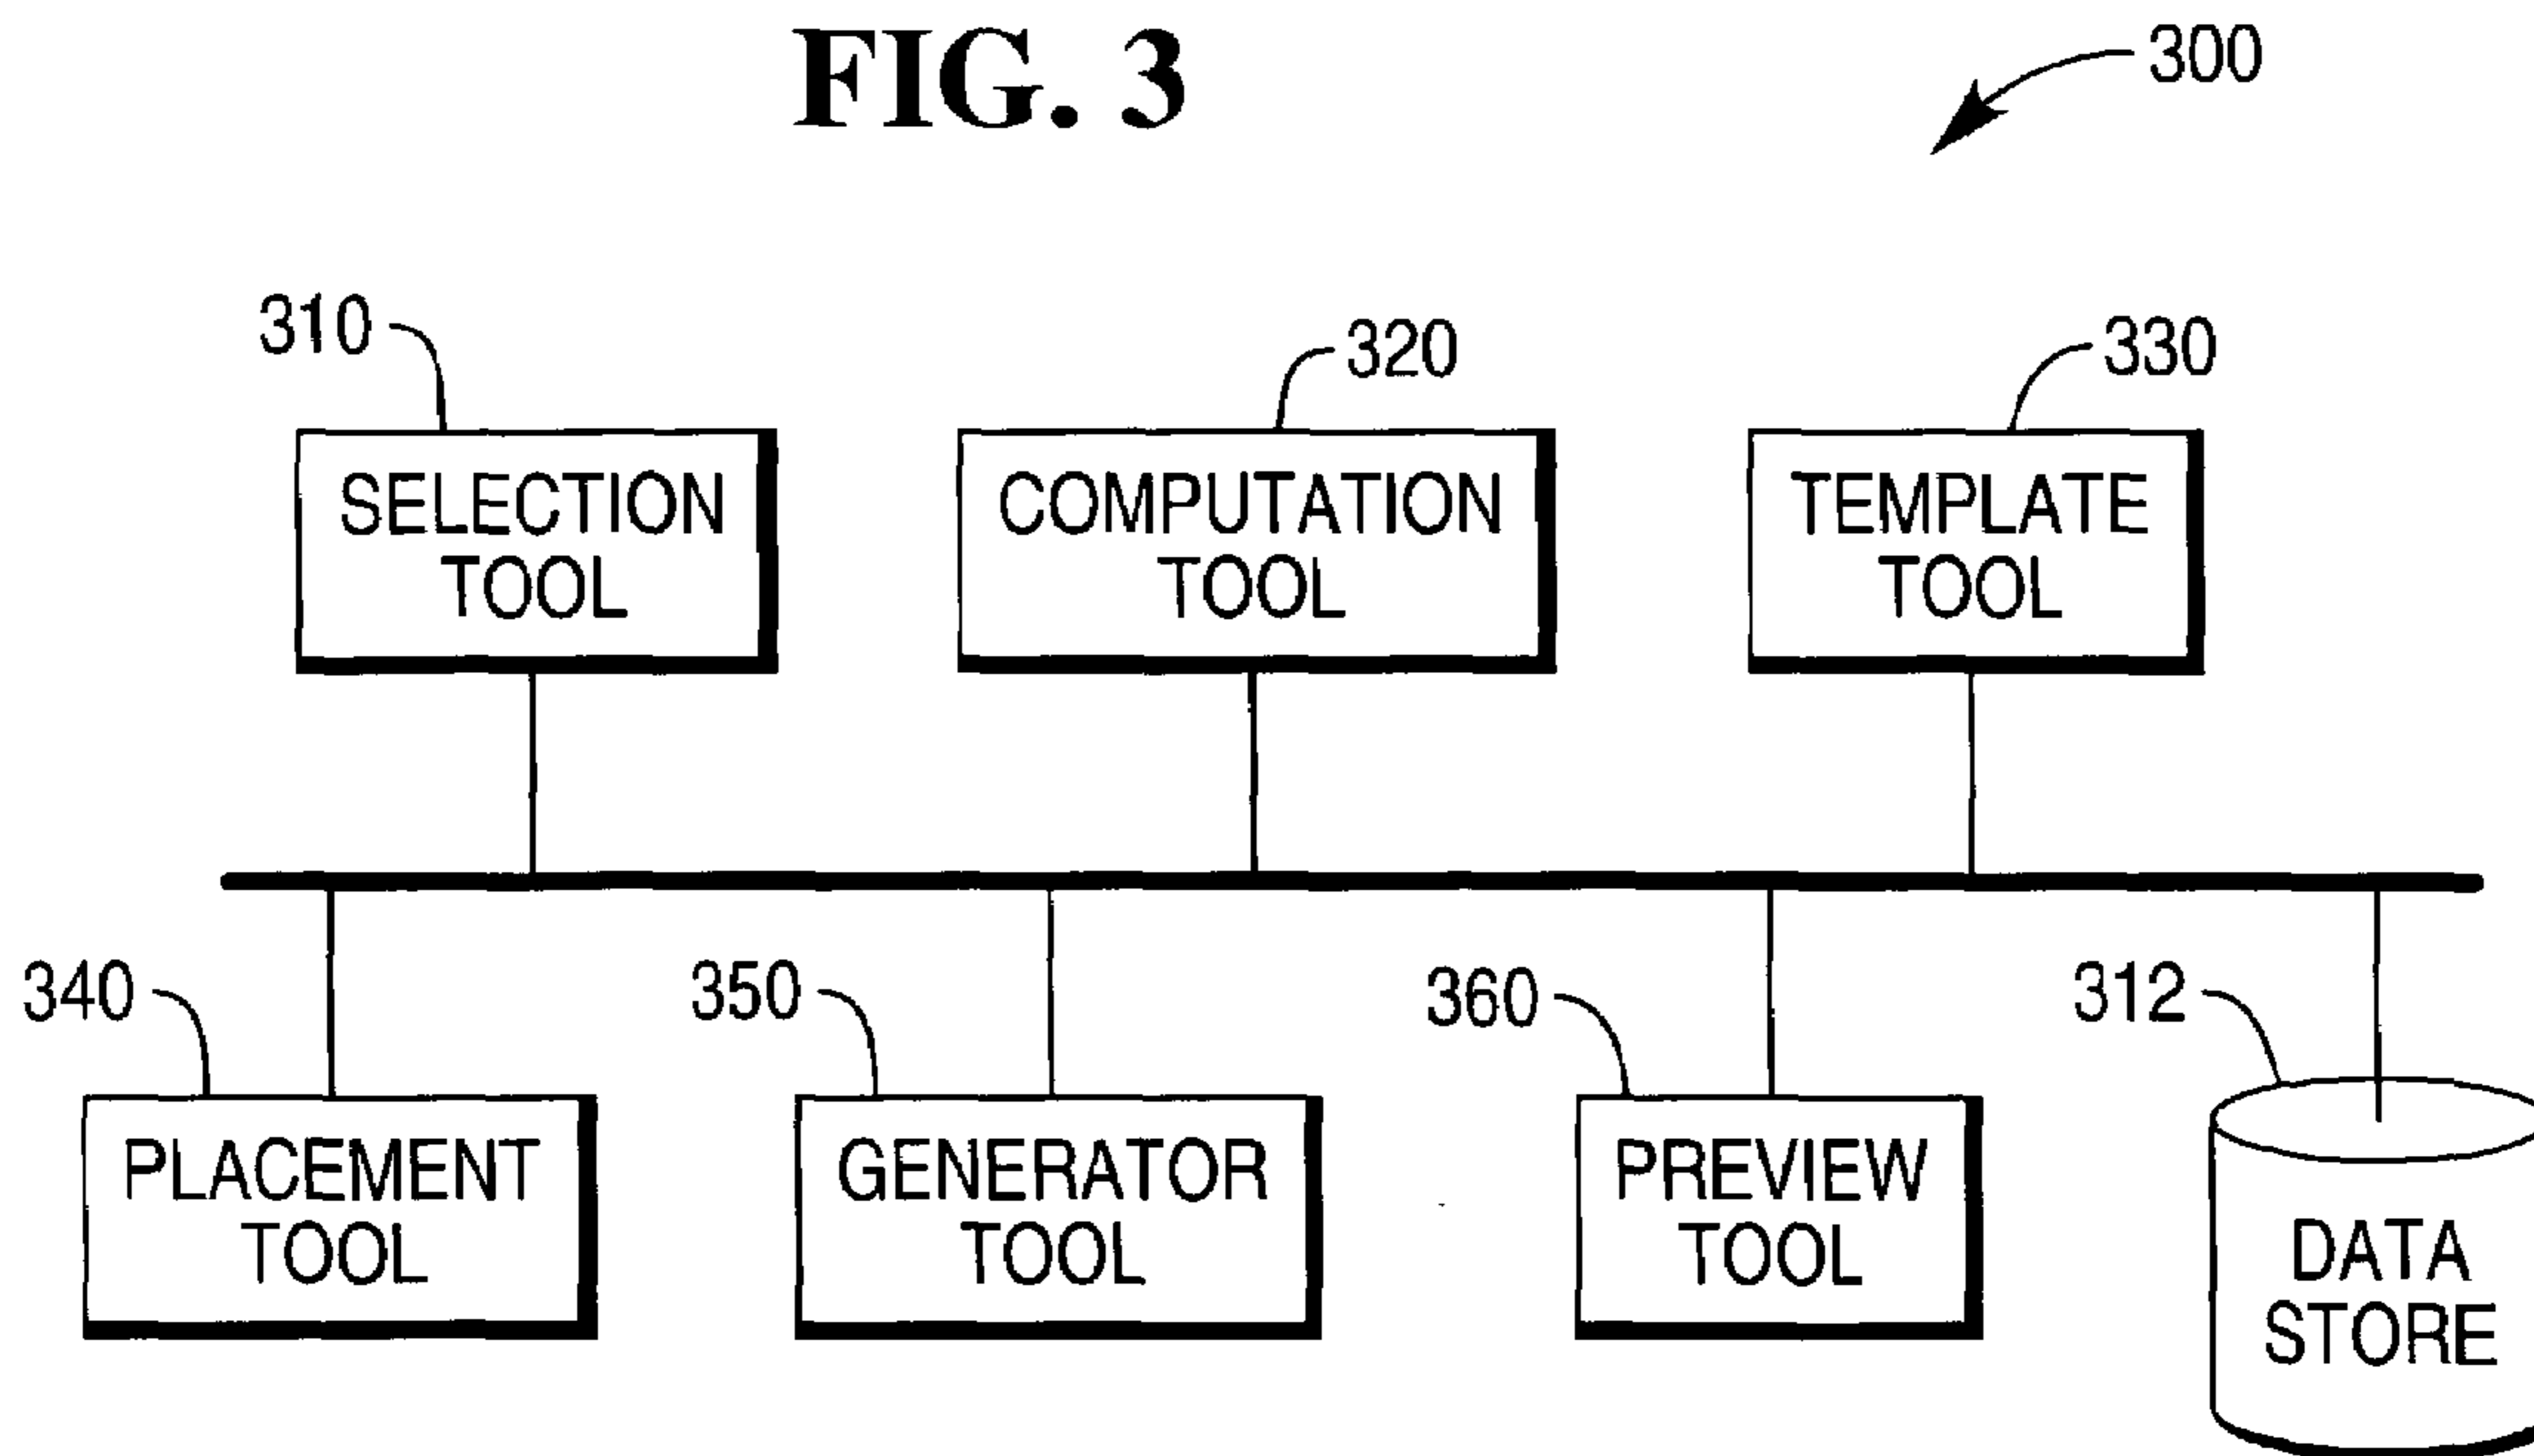 FIG. 3
300
310
320
330
SELECTION
TOOL
COMPUTATION
TOOL
TEMPLATE
TOOL
340
350
360
312
PLACEMENT
TOOL
GENERATOR
TOOL
PREVIEW
TOOL
DATA
STORE